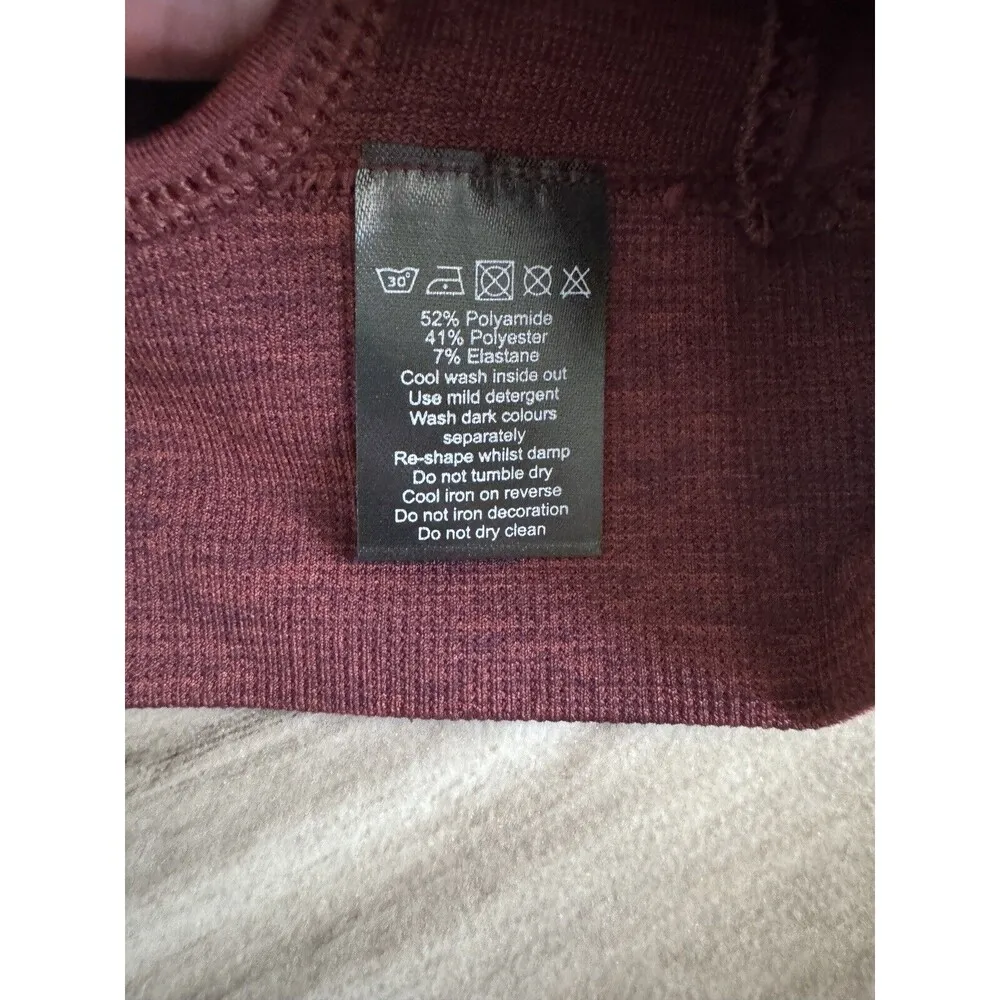 30°
52% Polyamide
41% Polyester
7% Elastane
Cool wash inside out
Use mild detergent
Wash dark colours
separately
Re-shape whilst damp
Do not tumble dry
Cool iron on reverse
Do not iron decoration
Do not dry clean